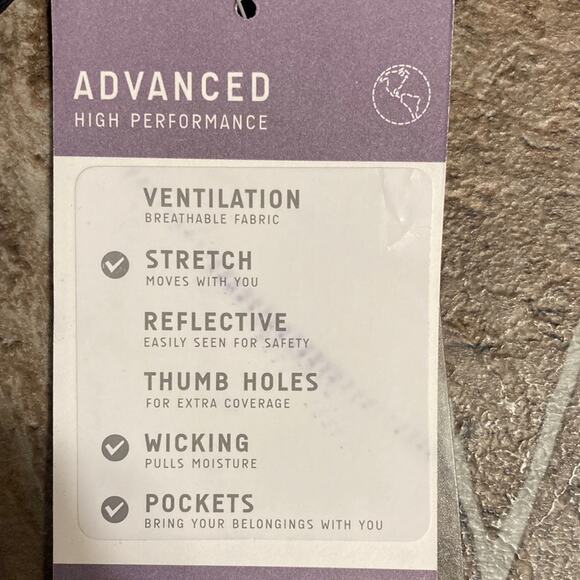 ADVANCED
HIGH PERFORMANCE
VENTILATION
BREATHABLE FABRIC
STRETCH
MOVES WITH YOU
REFLECTIVE
EASILY SEEN FOR SAFETY
THUMB HOLES
FOR EXTRA COVERAGE
WICKING
PULLS MOISTURE
POCKETS
BRING YOUR BELONGINGS WITH YOU